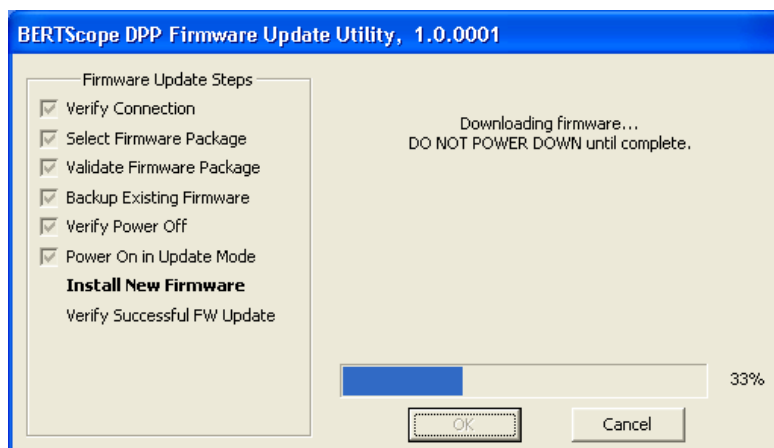 BERTScope DPP Firmware Update Utility, 1.0.0001
Firmware Update Steps
Verify Connection
Select Firmware Package
Validate Firmware Package
Backup Existing Firmware
Verify Power Off
Power On in Update Mode
Install New Firmware
Verify Successful FW Update
Downloading firmware...
DO NOT POWER DOWN until complete.
33%
OK
Cancel